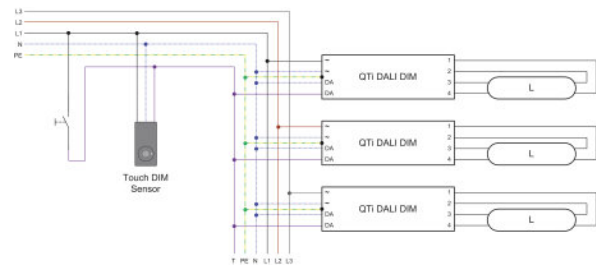 L3
L2
L1
N
PE
~
~
DA
DA
QTi DALI DIM
1
2
3
4
L
Touch DIM
Sensor
~
~
DA
DA
QTi DALI DIM
1
2
3
4
L
~
~
DA
DA
QTi DALI DIM
1
2
3
4
L
T PE N L1 L2 L3